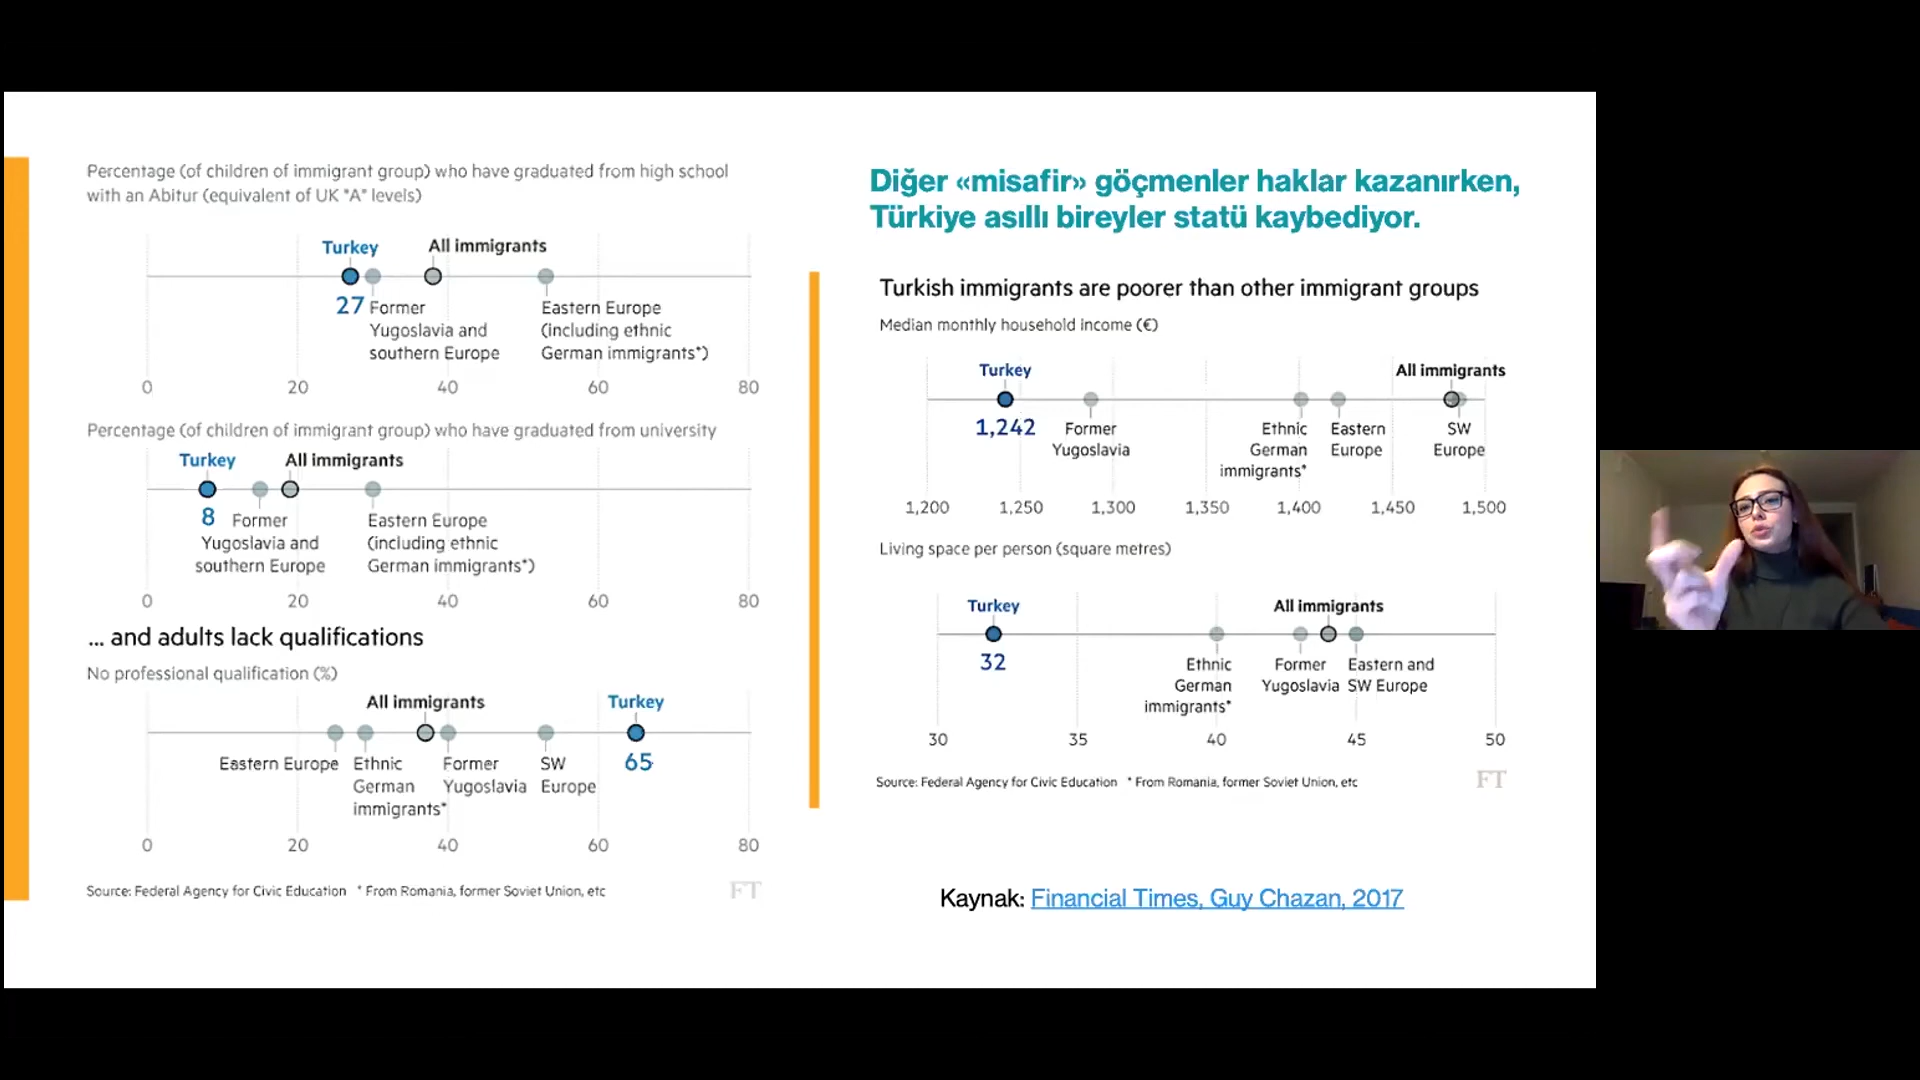 Percentage (of children of immigrant group) who have graduated from high school
with an Abitur (equivalent of UK "A" levels)
Turkey
All immigrants
27
Former
Yugoslavia and
southern Europe
Eastern Europe
(including ethnic
German immigrants*)
0 20 40 60 80
Percentage (of children of immigrant group) who have graduated from university
Turkey
All immigrants
8
Former
Yugoslavia and
southern Europe
Eastern Europe
(including ethnic
German immigrants*)
0 20 40 60 80
... and adults lack qualifications
No professional qualification (%)
All immigrants
Turkey
Eastern Europe
Ethnic
German
immigrants*
Former
Yugoslavia
SW
Europe
65
0 20 40 60 80
Source: Federal Agency for Civic Education * From Romania, former Soviet Union, etc
FT
Diğer «misafir» göçmenler haklar kazanırken,
Türkiye asıllı bireyler statü kaybediyor.
Turkish immigrants are poorer than other immigrant groups
Median monthly household income (€)
Turkey
All immigrants
1,242
Former
Yugoslavia
Ethnic
German
immigrants*
Eastern
Europe
SW
Europe
1,200 1,250 1,300 1,350 1,400 1,450 1,500
Living space per person (square metres)
Turkey
All immigrants
32
Ethnic
German
immigrants*
Former
Yugoslavia
Eastern and
SW Europe
30 35 40 45 50
Source: Federal Agency for Civic Education * From Romania, former Soviet Union, etc
FT
Kaynak: Financial Times, Guy Chazan, 2017